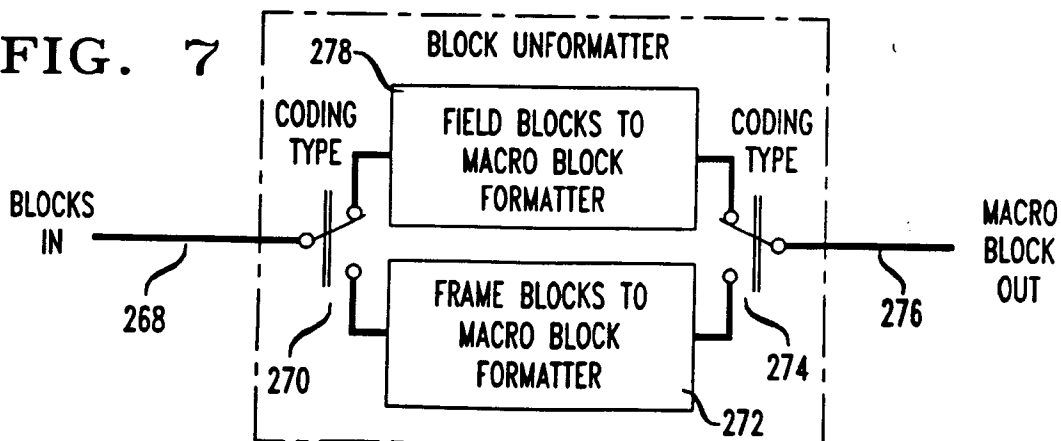 FIG. 7
BLOCK UNFORMATTER
278
CODING
TYPE
FIELD BLOCKS TO
MACRO BLOCK
FORMATTER
CODING
TYPE
BLOCKS
IN
MACRO
BLOCK
OUT
268
276
FRAME BLOCKS TO
MACRO BLOCK
FORMATTER
270
274
272